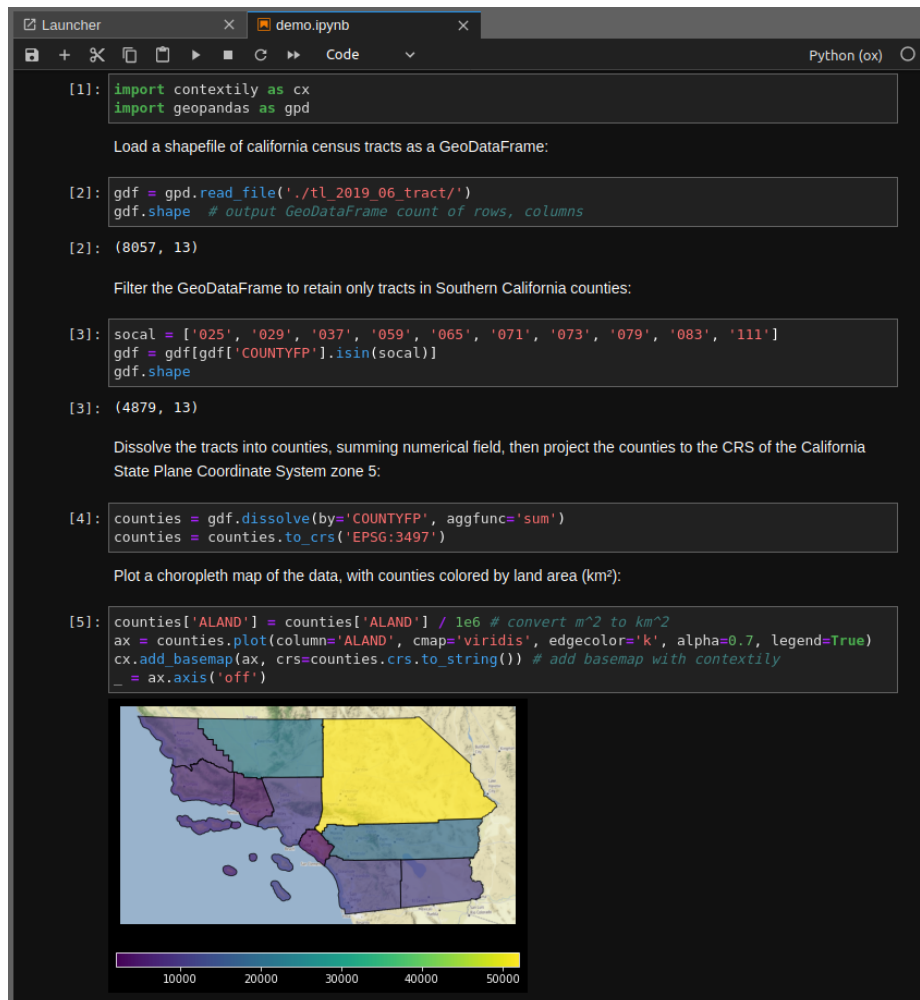 Launcher
demo.ipynb
Code
Python (ox)
[1]: import contextily as cx
import geopandas as gpd
Load a shapefile of california census tracts as a GeoDataFrame:
[2]: gdf = gpd.read_file('./tl_2019_06_tract/')
gdf.shape  # output GeoDataFrame count of rows, columns
[2]: (8057, 13)
Filter the GeoDataFrame to retain only tracts in Southern California counties:
[3]: socal = ['025', '029', '037', '059', '065', '071', '073', '079', '083', '111']
gdf = gdf[gdf['COUNTYFP'].isin(socal)]
gdf.shape
[3]: (4879, 13)
Dissolve the tracts into counties, summing numerical field, then project the counties to the CRS of the California
State Plane Coordinate System zone 5:
[4]: counties = gdf.dissolve(by='COUNTYFP', aggfunc='sum')
counties = counties.to_crs('EPSG:3497')
Plot a choropleth map of the data, with counties colored by land area (km²):
[5]: counties['ALAND'] = counties['ALAND'] / 1e6 # convert m^2 to km^2
ax = counties.plot(column='ALAND', cmap='viridis', edgecolor='k', alpha=0.7, legend=True)
cx.add_basemap(ax, crs=counties.crs.to_string()) # add basemap with contextily
_ = ax.axis('off')
10000 20000 30000 40000 50000